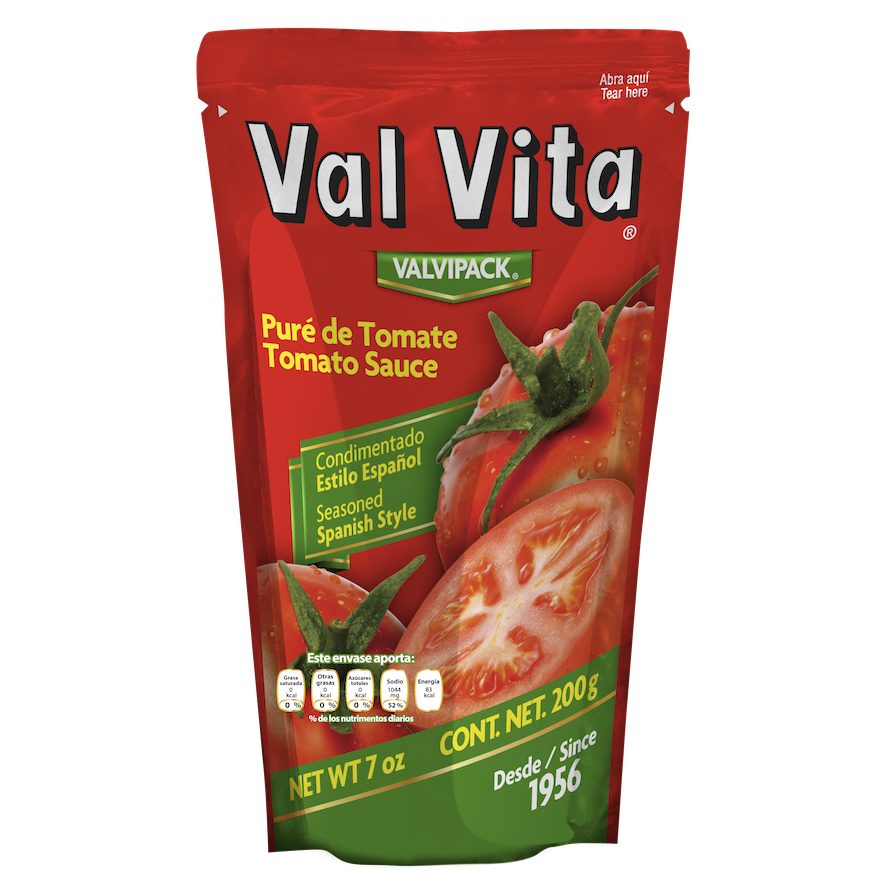 Abra aquí
Tear here
Val Vita
®
VALVIPACK®
Puré de Tomate
Tomato Sauce
Condimentado
Estilo Español
Seasoned
Spanish Style
Este envase aporta:
Grasa saturada 0 kcal 0 %
Otras grasas 0 kcal 0 %
Azúcares totales 0 kcal 0 %
Sodio 1044 mg 52 %
Energía 83 kcal
% de los nutrimentos diarios
NET WT 7 oz
CONT. NET. 200g
Desde / Since
1956